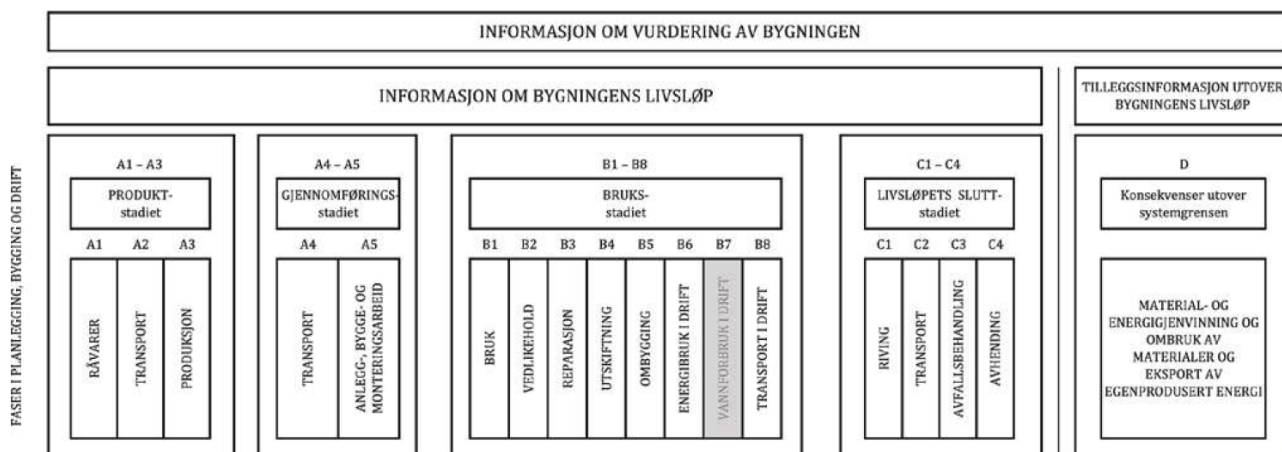 INFORMASJON OM VURDERING AV BYGNINGEN
INFORMASJON OM BYGNINGENS LIVSLØP
TILLEGGSINFORMASJON UTOVER
BYGNINGENS LIVSLØP
FASER I PLANLEGGING, BYGGING OG DRIFT
A1 – A3
PRODUKT-
stadiet
A1 A2 A3
RÅVARER
TRANSPORT
PRODUKSJON
A4 – A5
GJENNOMFØRINGS-
stadiet
A4 A5
TRANSPORT
ANLEGG-, BYGGE- OG
MONTERINGSARBEID
B1 – B8
BRUKS-
stadiet
B1 B2 B3 B4 B5 B6 B7 B8
BRUK
VEDLIKEHOLD
REPARASJON
UTSKIFTNING
OMBYGGING
ENERGIBRUK I DRIFT
VANNFORBRUK I DRIFT
TRANSPORT I DRIFT
C1 – C4
LIVSLØPETS SLUTT-
stadiet
C1 C2 C3 C4
RIVING
TRANSPORT
AVFALLSBEHANDLING
AVHENDING
D
Konsekvenser utover
systemgrensen
MATERIAL- OG
ENERGIGJENVINNING OG
OMBRUK AV
MATERIALER OG
EKSPORT AV
EGENPRODUSERT ENERGI